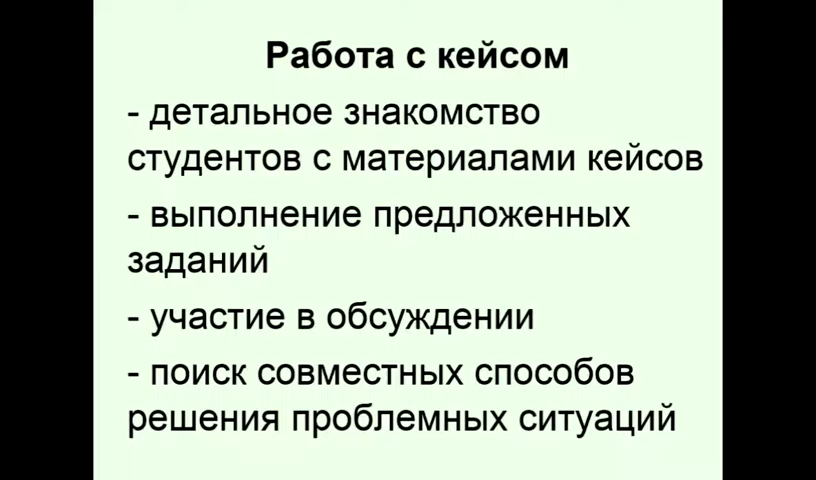 Работа с кейсом
- детальное знакомство
студентов с материалами кейсов
- выполнение предложенных
заданий
- участие в обсуждении
- поиск совместных способов
решения проблемных ситуаций